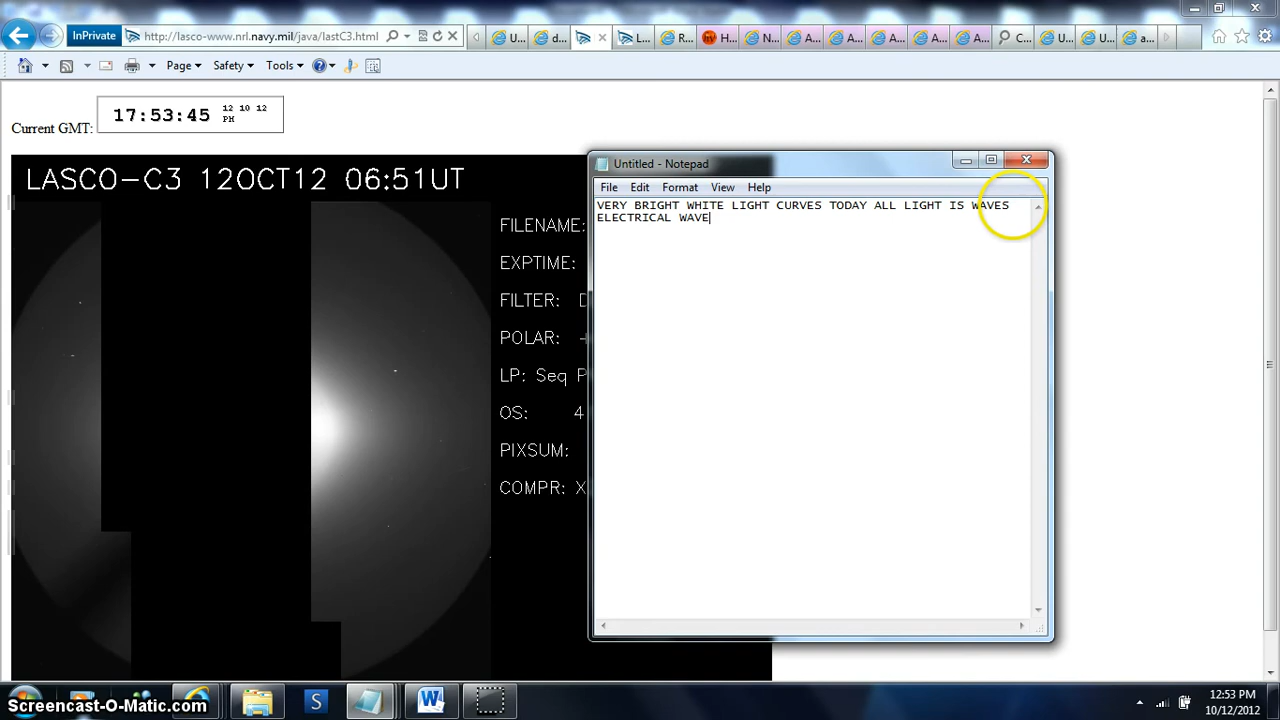 InPrivate
http://lasco-www.nrl.navy.mil/java/lastC3.html
U...
d...
L...
R...
H...
N...
A...
A...
A...
A...
A...
C...
U...
U...
a...
Page
Safety
Tools
Current GMT:
17:53:45
12 10 12
PM
LASCO-C3 12OCT12 06:51UT
FILENAME:
EXPTIME:
FILTER:
POLAR:
LP: Seq P
OS: 4
PIXSUM:
COMPR: X
Untitled - Notepad
File Edit Format View Help
VERY BRIGHT WHITE LIGHT CURVES TODAY ALL LIGHT IS WAVES
ELECTRICAL WAVE
Screencast-O-Matic.com
12:53 PM
10/12/2012